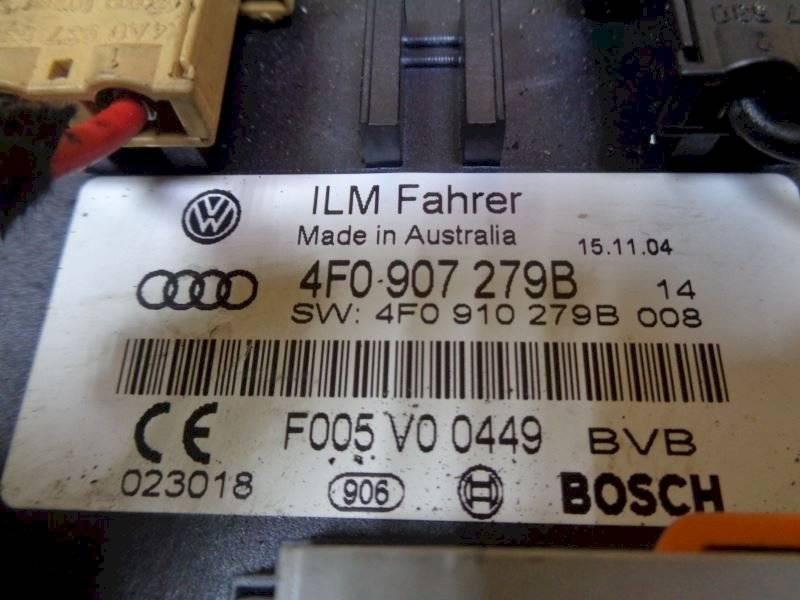 ILM Fahrer
Made in Australia
15.11.04
4F0 907 279B 14
SW: 4F0 910 279B 008
F005 V0 0449 BVB
023018 906 BOSCH